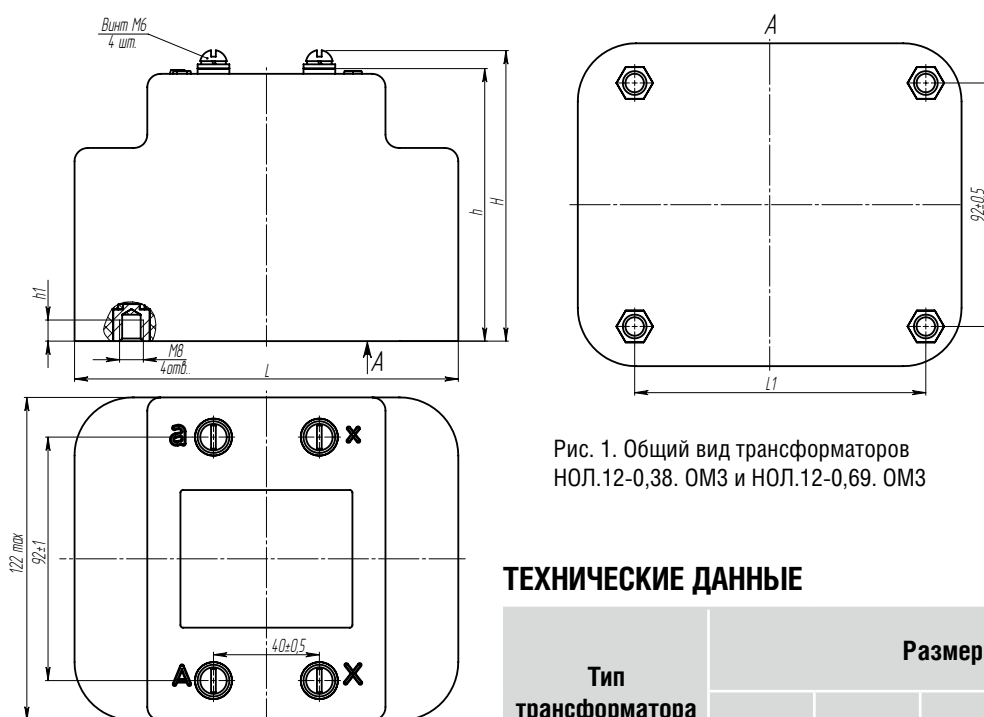 Винт М6
4 шт.
А
h
H
92±0,5
h1
М8
4отв.
L
А
L1
а
х
Рис. 1. Общий вид трансформаторов
НОЛ.12-0,38. ОМ3 и НОЛ.12-0,69. ОМ3
122 max
92±1
ТЕХНИЧЕСКИЕ ДАННЫЕ
40±0,5
А
Х
Размер
Тип
трансформатора